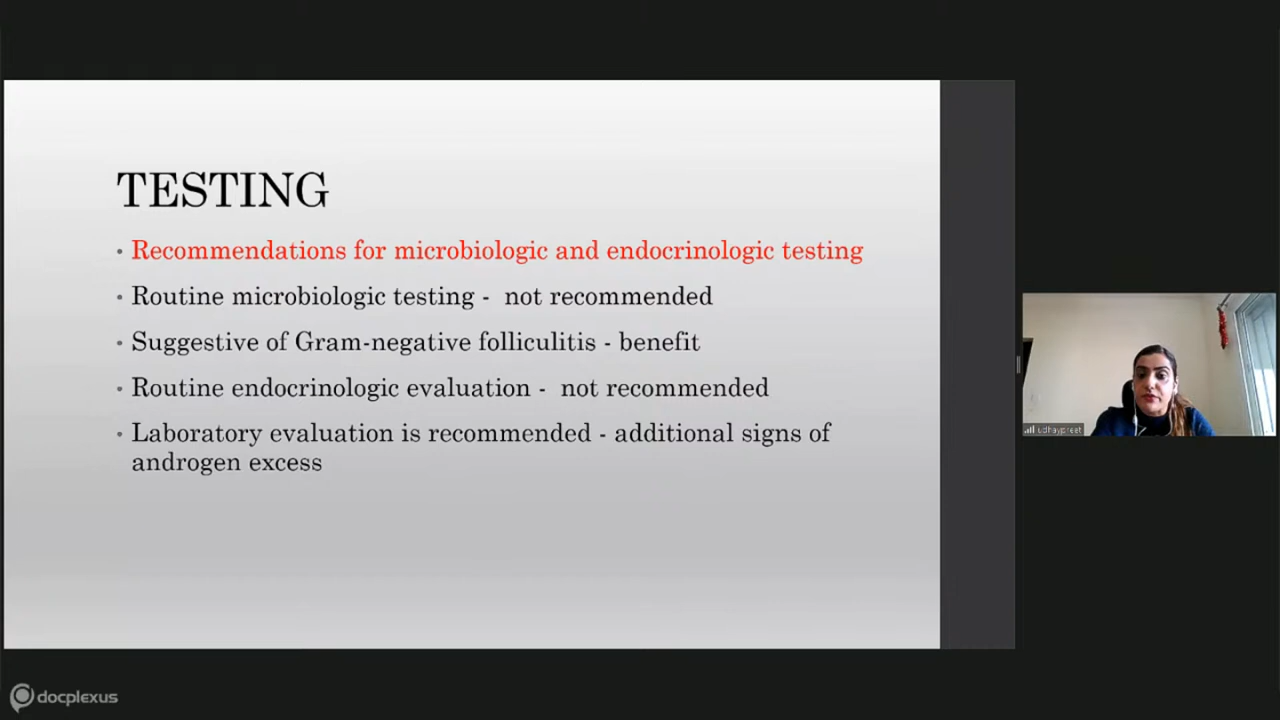 TESTING
• Recommendations for microbiologic and endocrinologic testing
• Routine microbiologic testing - not recommended
• Suggestive of Gram-negative folliculitis - benefit
• Routine endocrinologic evaluation - not recommended
• Laboratory evaluation is recommended - additional signs of
androgen excess
udhaypreet
docplexus